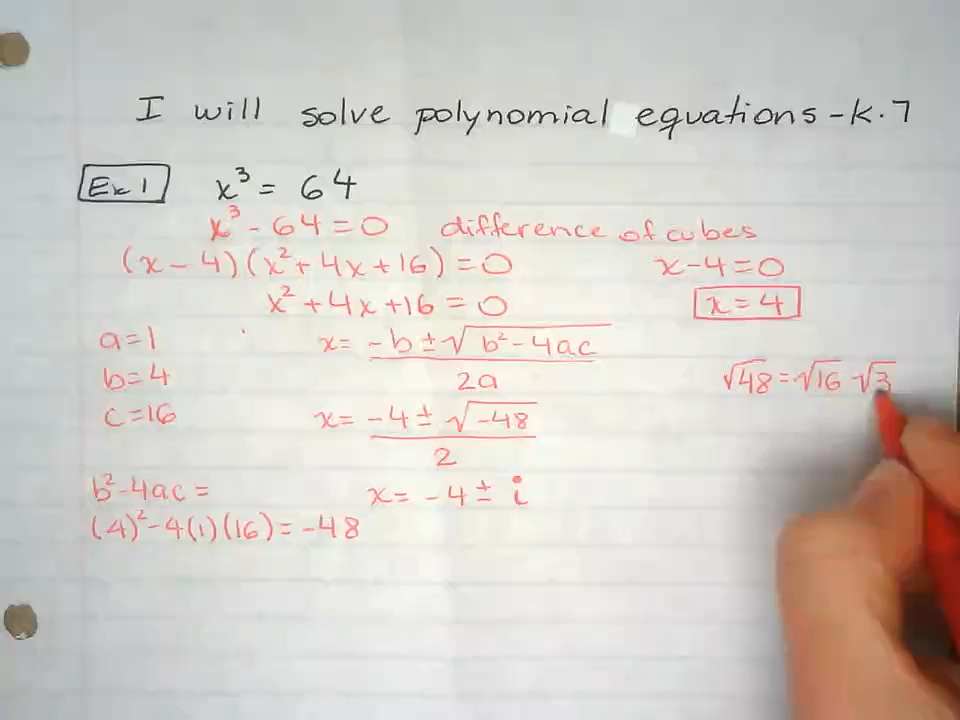 I will solve polynomial equations - K.7
Ex 1 x³ = 64
x³ - 64 = 0 difference of cubes
(x - 4)(x² + 4x + 16) = 0 x - 4 = 0
x² + 4x + 16 = 0 x = 4
a = 1 x = -b ± √b² - 4ac
b = 4 2a √48 = √16 √3
c = 16 x = -4 ± √-48
2
b² - 4ac = x = -4 ± i
(4)² - 4(1)(16) = -48